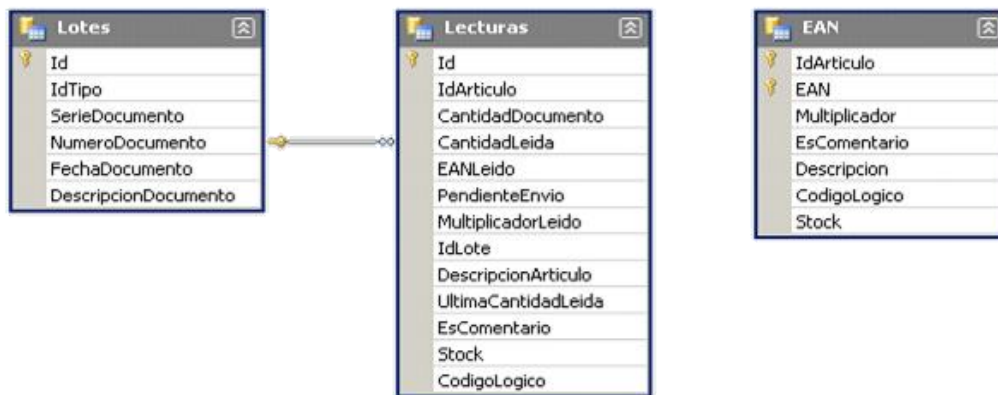 Lotes
Id
IdTipo
SerieDocumento
NumeroDocumento
FechaDocumento
DescripcionDocumento
Lecturas
Id
IdArticulo
CantidadDocumento
CantidadLeida
EANLeido
PendienteEnvio
MultiplicadorLeido
IdLote
DescripcionArticulo
UltimaCantidadLeida
EsComentario
Stock
CodigoLogico
EAN
IdArticulo
EAN
Multiplicador
EsComentario
Descripcion
CodigoLogico
Stock